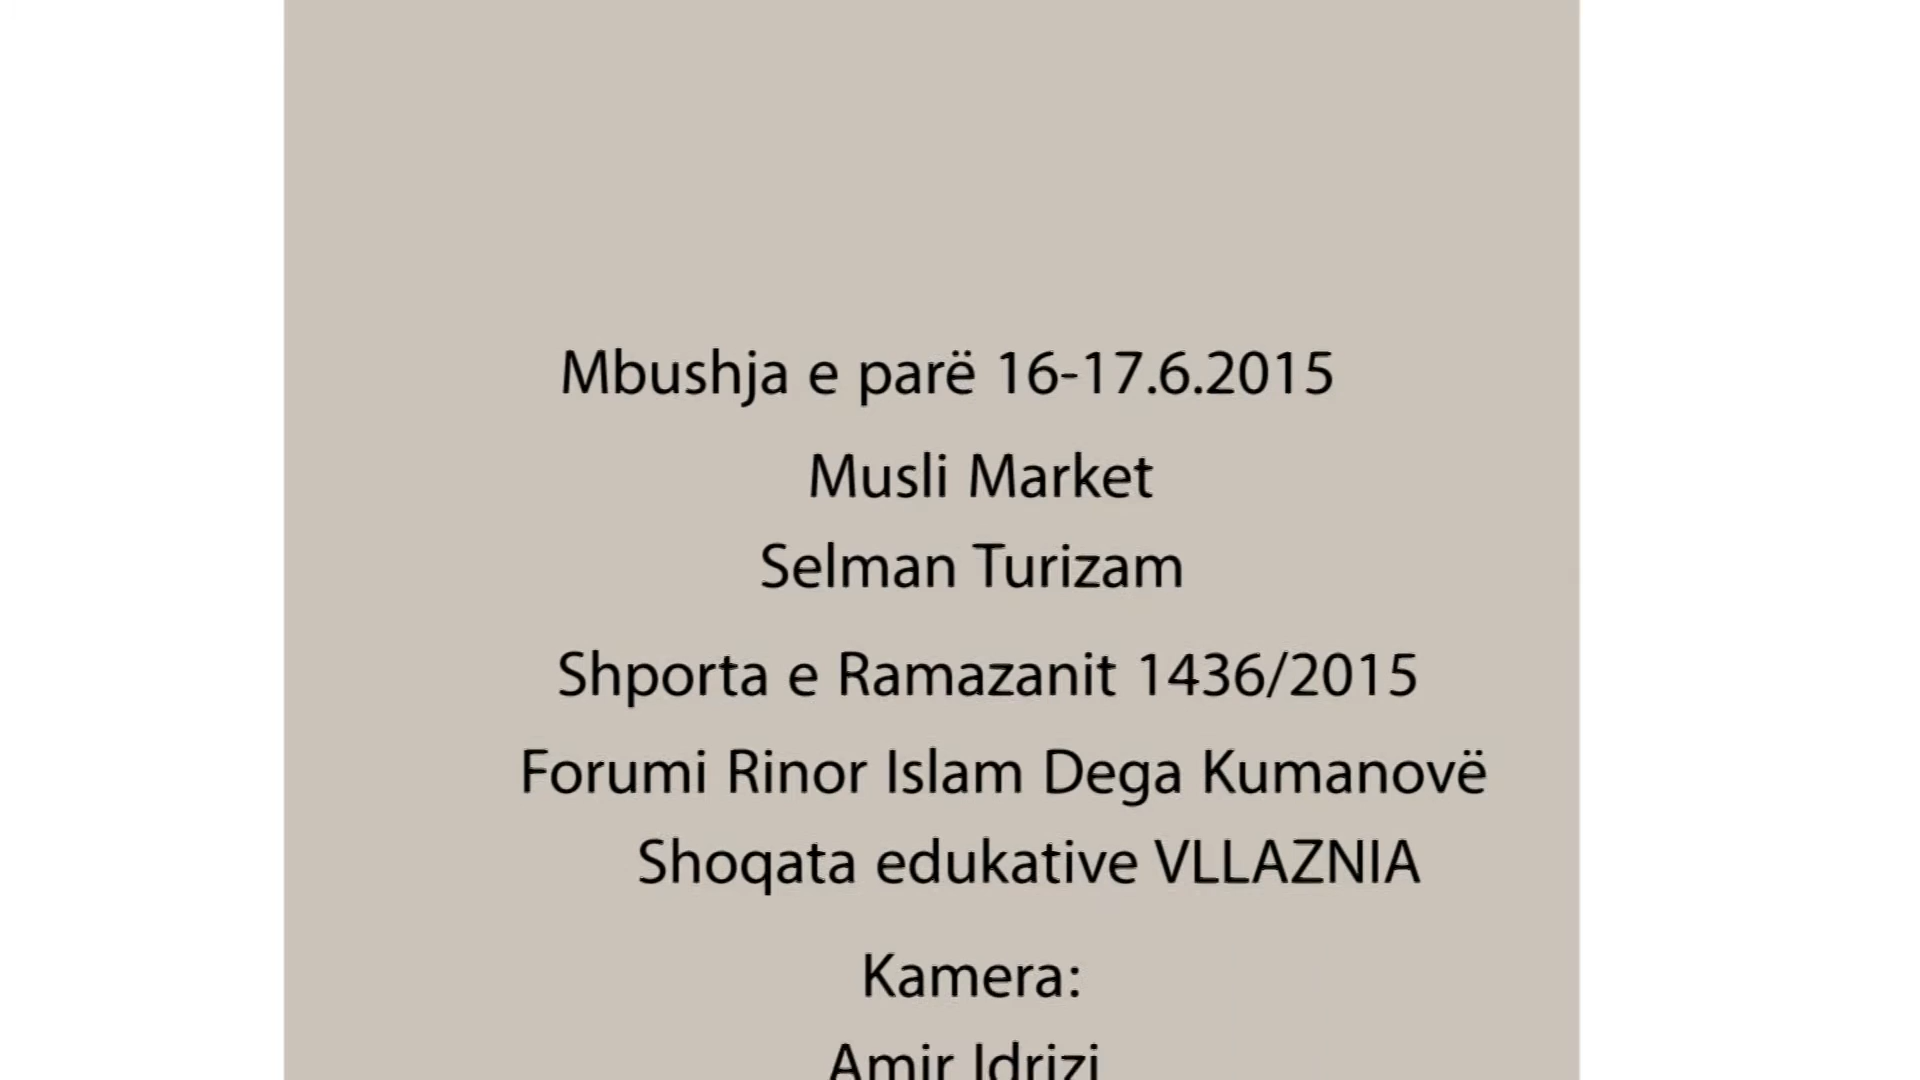 Mbushja e parë 16-17.6.2015
Musli Market
Selman Turizam
Shporta e Ramazanit 1436/2015
Forumi Rinor Islam Dega Kumanovë
Shoqata edukative VLLAZNIA
Kamera:
Amir Idrizi